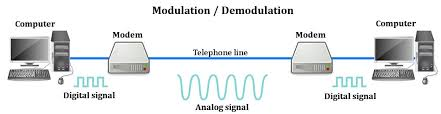 Modulation / Demodulation
Computer
Modem
Telephone line
Modem
Computer
Digital signal
Analog signal
Digital signal